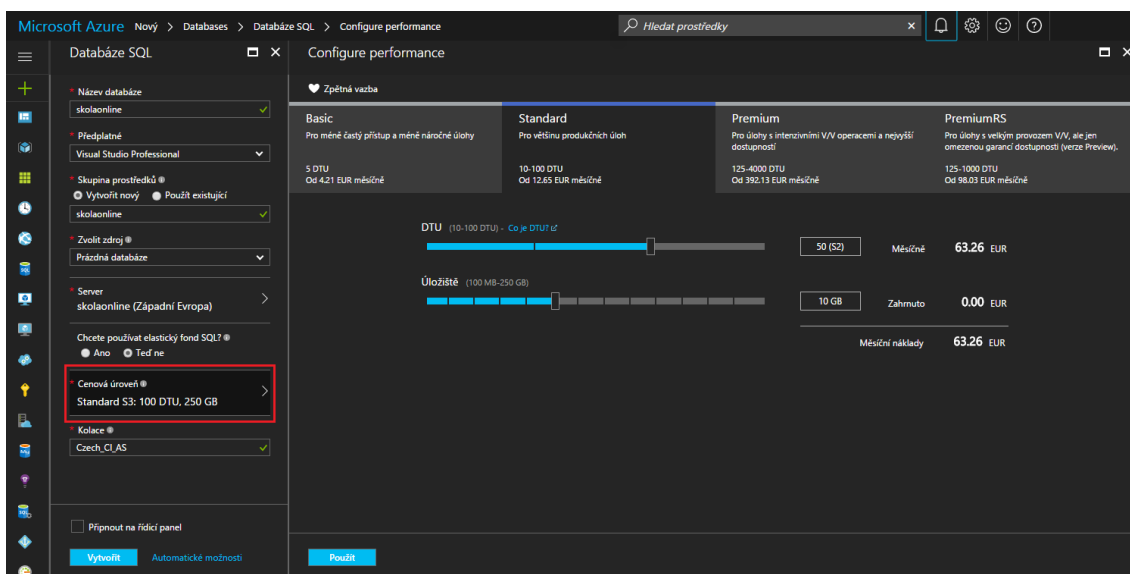 Microsoft Azure Nový > Databases > Databáze SQL > Configure performance
Hledat prostředky
Databáze SQL
* Název databáze
skolaonline
* Předplatné
Visual Studio Professional
* Skupina prostředků
Vytvořit nový Použít existující
skolaonline
* Zvolit zdroj
Prázdná databáze
* Server
skolaonline (Západní Evropa)
Chcete používat elastický fond SQL?
Ano Teď ne
* Cenová úroveň
Standard S3: 100 DTU, 250 GB
* Kolace
Czech_CI_AS
Připnout na řídicí panel
Vytvořit Automatické možnosti
Configure performance
Zpětná vazba
Basic
Pro méně častý přístup a méně náročné úlohy
5 DTU
Od 4.21 EUR měsíčně
Standard
Pro většinu produkčních úloh
10-100 DTU
Od 12.65 EUR měsíčně
Premium
Pro úlohy s intenzivními V/V operacemi a nejvyšší
dostupností
125-4000 DTU
Od 392.13 EUR měsíčně
PremiumRS
Pro úlohy s velkým provozem V/V, ale jen
omezenou garancí dostupnosti (verze Preview).
125-1000 DTU
Od 98.03 EUR měsíčně
DTU (10-100 DTU) - Co je DTU?
50 (S2) Měsíčně 63.26 EUR
Úložiště (100 MB-250 GB)
10 GB Zahrnuto 0.00 EUR
Měsíční náklady 63.26 EUR
Použít